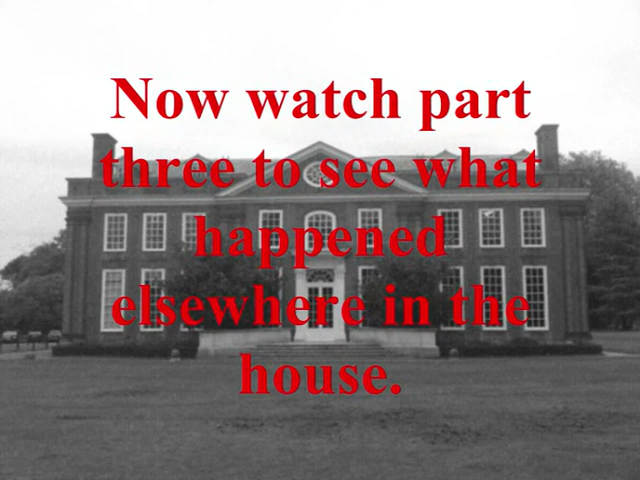 Now watch part
three to see what
happened
elsewhere in the
house.